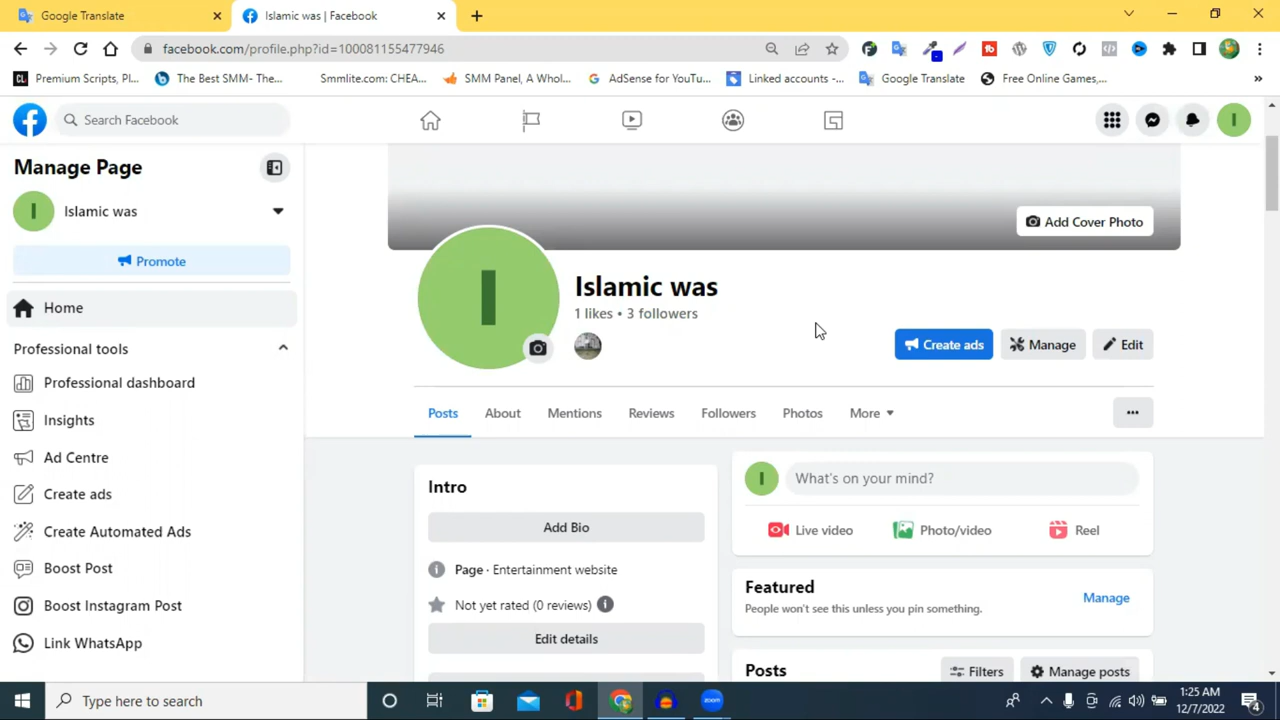 Google Translate
Islamic was | Facebook
facebook.com/profile.php?id=100081155477946
CL Premium Scripts, Pl...
The Best SMM- The...
Smmlite.com: CHEA...
SMM Panel, A Whol...
AdSense for YouTu...
Linked accounts -...
Google Translate
Free Online Games,...
Search Facebook
I
Manage Page
I Islamic was
Promote
Home
Professional tools
Professional dashboard
Insights
Ad Centre
Create ads
Create Automated Ads
Boost Post
Boost Instagram Post
Link WhatsApp
Add Cover Photo
I
Islamic was
1 likes • 3 followers
Create ads
Manage
Edit
Posts
About
Mentions
Reviews
Followers
Photos
More
Intro
Add Bio
Page · Entertainment website
Not yet rated (0 reviews)
Edit details
I What's on your mind?
Live video
Photo/video
Reel
Featured
People won't see this unless you pin something.
Manage
Posts
Filters
Manage posts
Type here to search
zoom
1:25 AM
12/7/2022
4